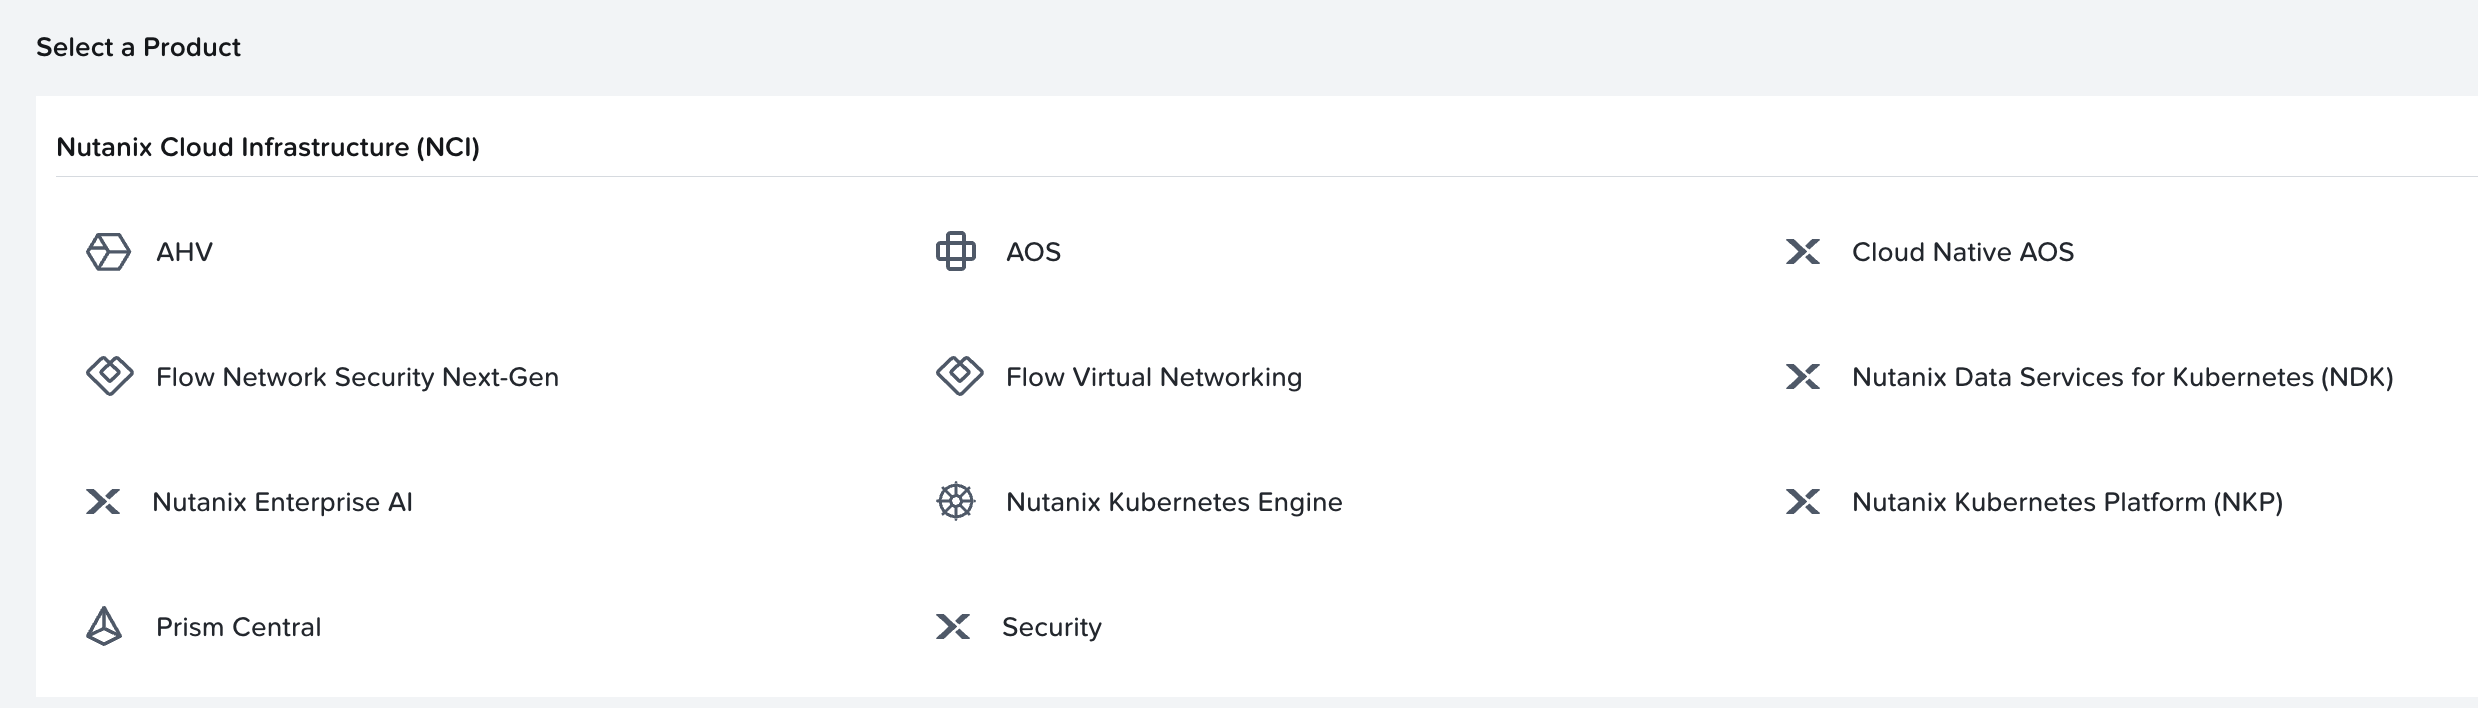 Select a Product
Nutanix Cloud Infrastructure (NCI)
AHV
AOS
Cloud Native AOS
Flow Network Security Next-Gen
Flow Virtual Networking
Nutanix Data Services for Kubernetes (NDK)
Nutanix Enterprise AI
Nutanix Kubernetes Engine
Nutanix Kubernetes Platform (NKP)
Prism Central
Security